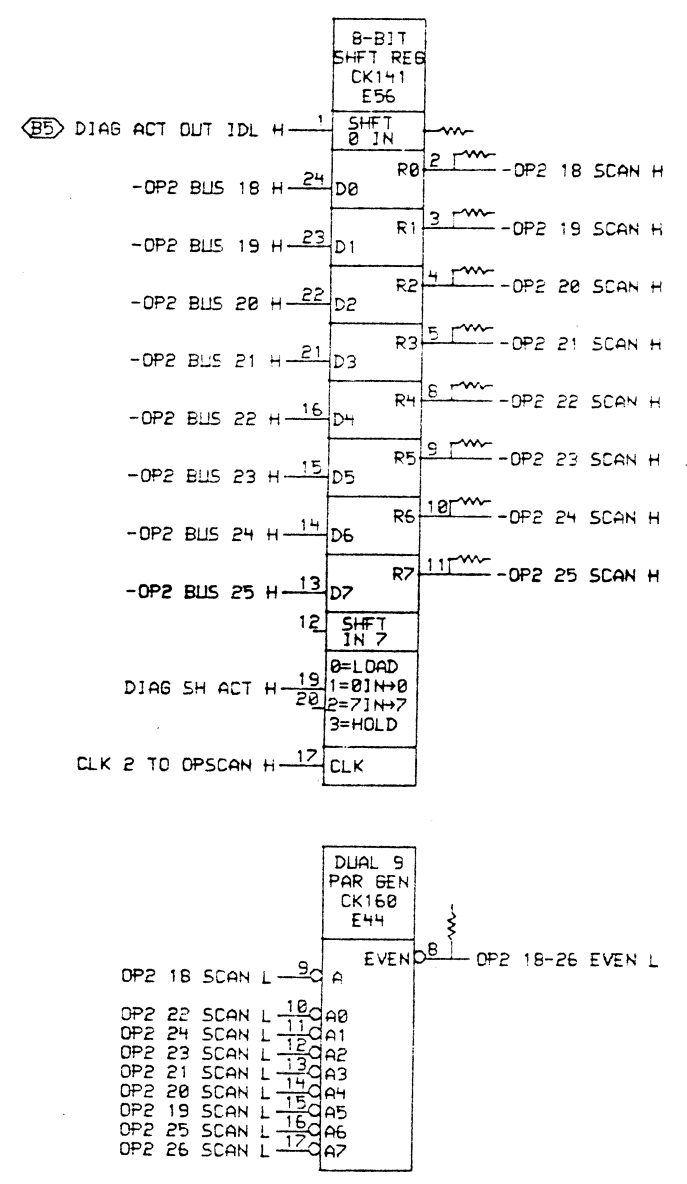 8-BIT
SHFT REG
CK141
E56
B5 DIAG ACT OUT IDL H 1 SHFT
0 IN
R0 2 -OP2 18 SCAN H
-OP2 BUS 18 H 24 D0
R1 3 -OP2 19 SCAN H
-OP2 BUS 19 H 23 D1
R2 4 -OP2 20 SCAN H
-OP2 BUS 20 H 22 D2
R3 5 -OP2 21 SCAN H
-OP2 BUS 21 H 21 D3
R4 8 -OP2 22 SCAN H
-OP2 BUS 22 H 16 D4
R5 9 -OP2 23 SCAN H
-OP2 BUS 23 H 15 D5
R6 10 -OP2 24 SCAN H
-OP2 BUS 24 H 14 D6
R7 11 -OP2 25 SCAN H
-OP2 BUS 25 H 13 D7
12 SHFT
IN 7
0=LOAD
DIAG SH ACT H 19 1=0IN→0
20 2=7IN→7
3=HOLD
CLK 2 TO OPSCAN H 17 CLK
DUAL 9
PAR GEN
CK160
E44
EVEN 8 OP2 18-26 EVEN L
OP2 18 SCAN L 9 A
OP2 22 SCAN L 10 A0
OP2 24 SCAN L 11 A1
OP2 23 SCAN L 12 A2
OP2 21 SCAN L 13 A3
OP2 20 SCAN L 14 A4
OP2 19 SCAN L 15 A5
OP2 25 SCAN L 16 A6
OP2 26 SCAN L 17 A7